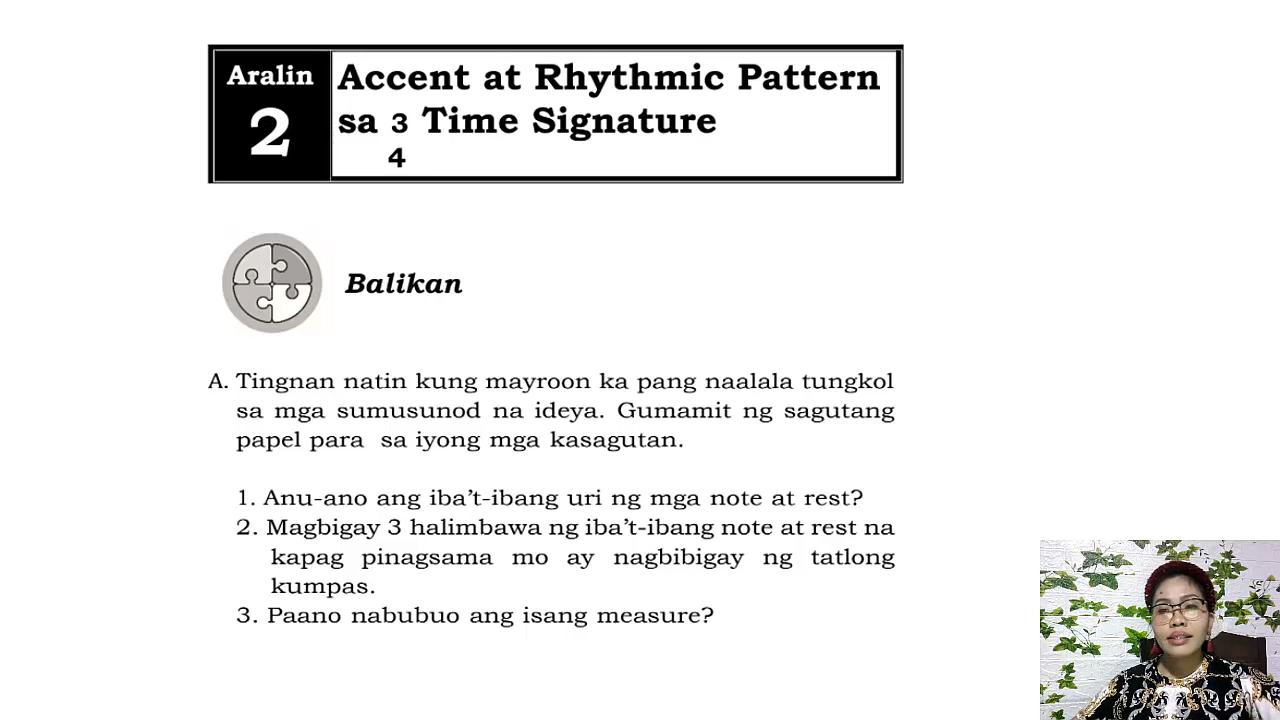 Aralin
2
Accent at Rhythmic Pattern
sa 3 Time Signature
4
Balikan
A. Tingnan natin kung mayroon ka pang naalala tungkol
sa mga sumusunod na ideya. Gumamit ng sagutang
papel para sa iyong mga kasagutan.
1. Anu-ano ang iba’t-ibang uri ng mga note at rest?
2. Magbigay 3 halimbawa ng iba’t-ibang note at rest na
kapag pinagsama mo ay nagbibigay ng tatlong
kumpas.
3. Paano nabubuo ang isang measure?